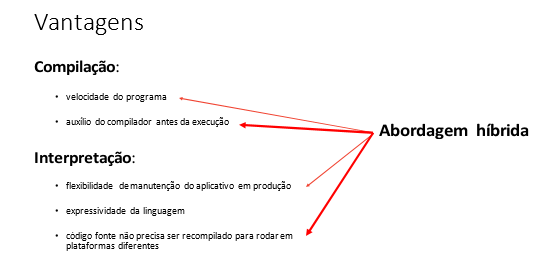 Vantagens
Compilação:
• velocidade do programa
• auxílio do compilador antes da execução
Abordagem híbrida
Interpretação:
• flexibilidade de manutenção do aplicativo em produção
• expressividade da linguagem
• código fonte não precisa ser recompilado para rodar em
plataformas diferentes